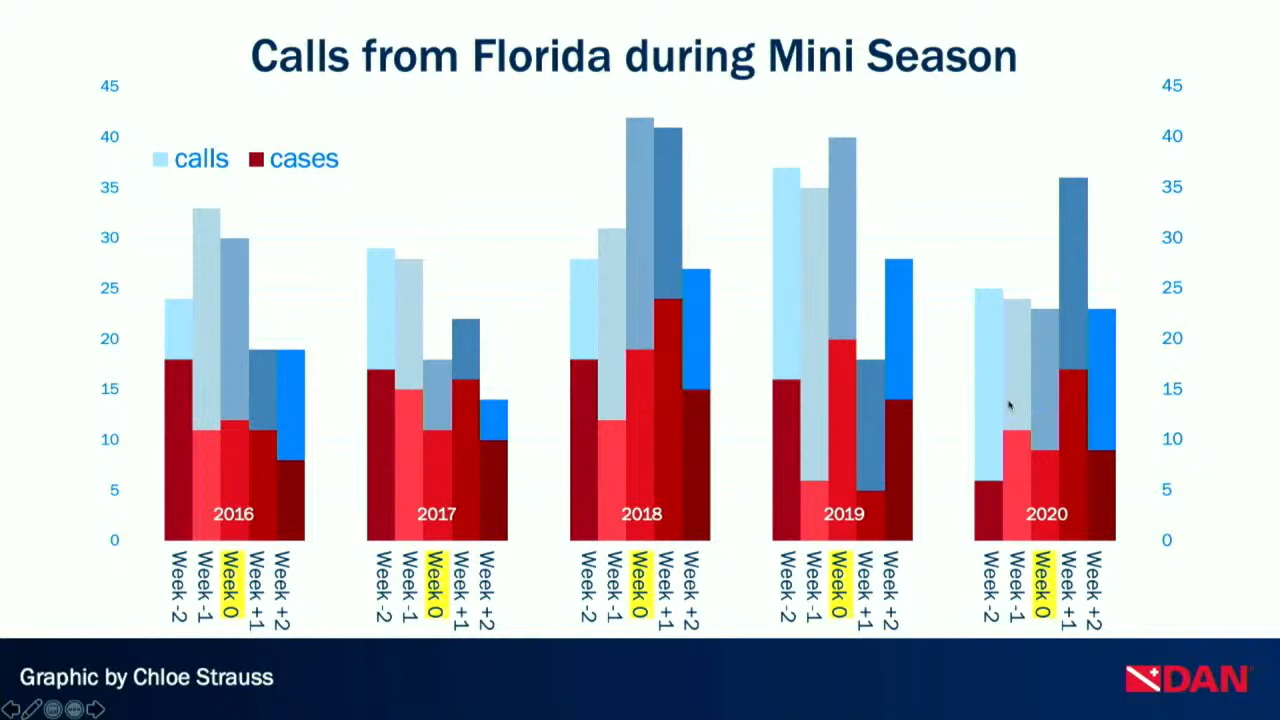 Calls from Florida during Mini Season
45 45
calls cases
40 40
35 35
30 30
25 25
20 20
15 15
10 10
5 5
0 0
2016 2017 2018 2019 2020
Week -2 Week -1 Week 0 Week +1 Week +2 Week -2 Week -1 Week 0 Week +1 Week +2 Week -2 Week -1 Week 0 Week +1 Week +2 Week -2 Week -1 Week 0 Week +1 Week +2 Week -2 Week -1 Week 0 Week +1 Week +2
Graphic by Chloe Strauss
DAN